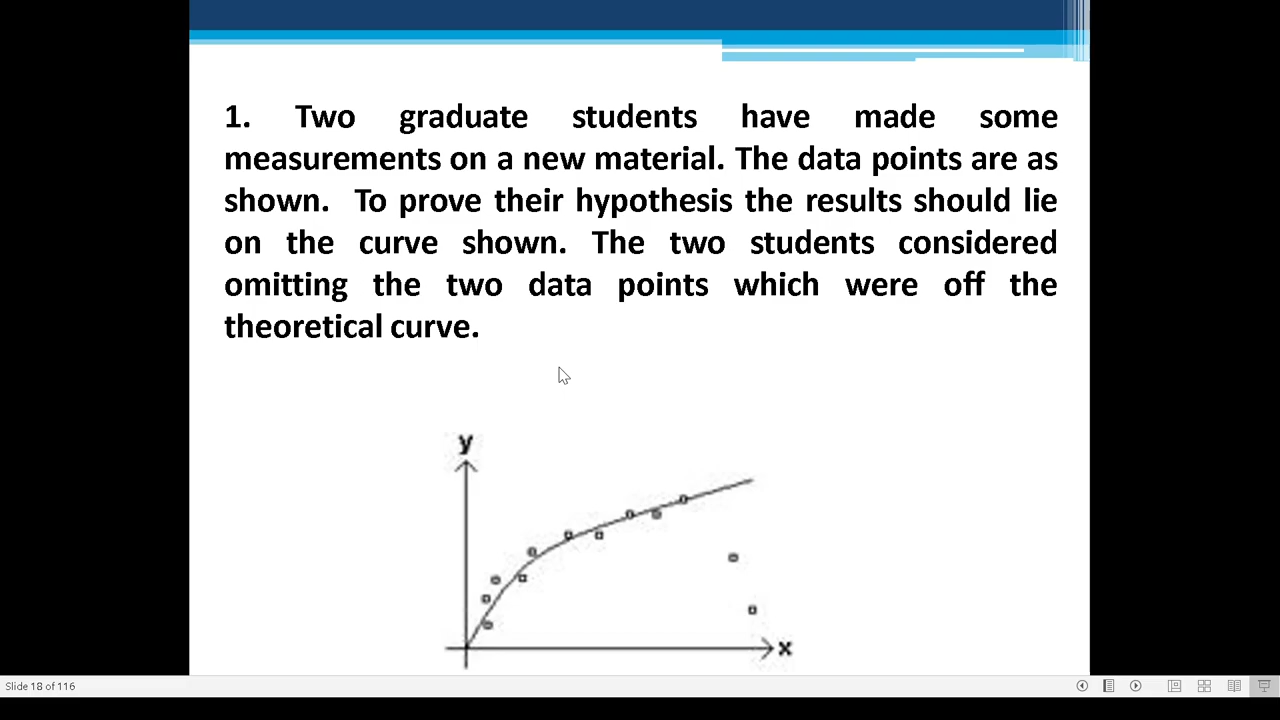 1. Two graduate students have made some
measurements on a new material. The data points are as
shown. To prove their hypothesis the results should lie
on the curve shown. The two students considered
omitting the two data points which were off the
theoretical curve.
y
x
Slide 18 of 116